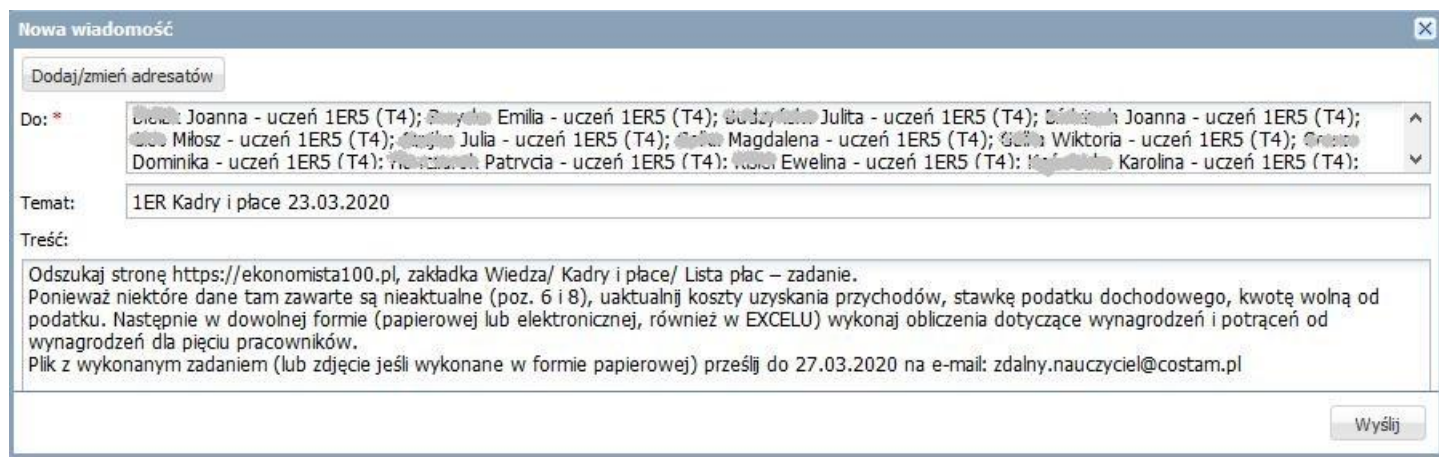 Nowa wiadomość
Dodaj/zmień adresatów
Do: * Joanna - uczeń 1ER5 (T4); Emilia - uczeń 1ER5 (T4); Julita - uczeń 1ER5 (T4); Joanna - uczeń 1ER5 (T4);
Miłosz - uczeń 1ER5 (T4); Julia - uczeń 1ER5 (T4); Magdalena - uczeń 1ER5 (T4); Wiktoria - uczeń 1ER5 (T4);
Dominika - uczeń 1ER5 (T4); Patrycja - uczeń 1ER5 (T4); Ewelina - uczeń 1ER5 (T4); Karolina - uczeń 1ER5 (T4);
Temat: 1ER Kadry i płace 23.03.2020
Treść:
Odszukaj stronę https://ekonomista100.pl, zakładka Wiedza/ Kadry i płace/ Lista płac – zadanie.
Ponieważ niektóre dane tam zawarte są nieaktualne (poz. 6 i 8), uaktualnij koszty uzyskania przychodów, stawkę podatku dochodowego, kwotę wolną od
podatku. Następnie w dowolnej formie (papierowej lub elektronicznej, również w EXCELU) wykonaj obliczenia dotyczące wynagrodzeń i potrąceń od
wynagrodzeń dla pięciu pracowników.
Plik z wykonanym zadaniem (lub zdjęcie jeśli wykonane w formie papierowej) prześlij do 27.03.2020 na e-mail: zdalny.nauczyciel@costam.pl
Wyślij